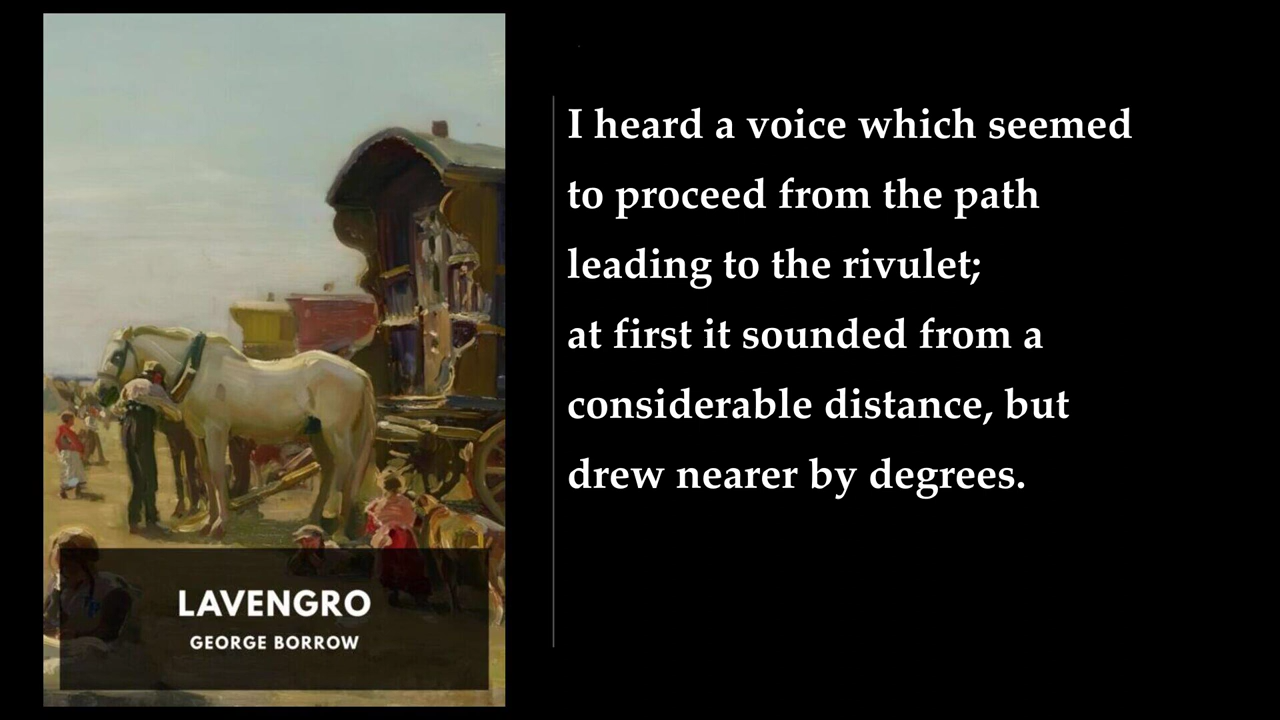 LAVENGRO
GEORGE BORROW
I heard a voice which seemed
to proceed from the path
leading to the rivulet;
at first it sounded from a
considerable distance, but
drew nearer by degrees.